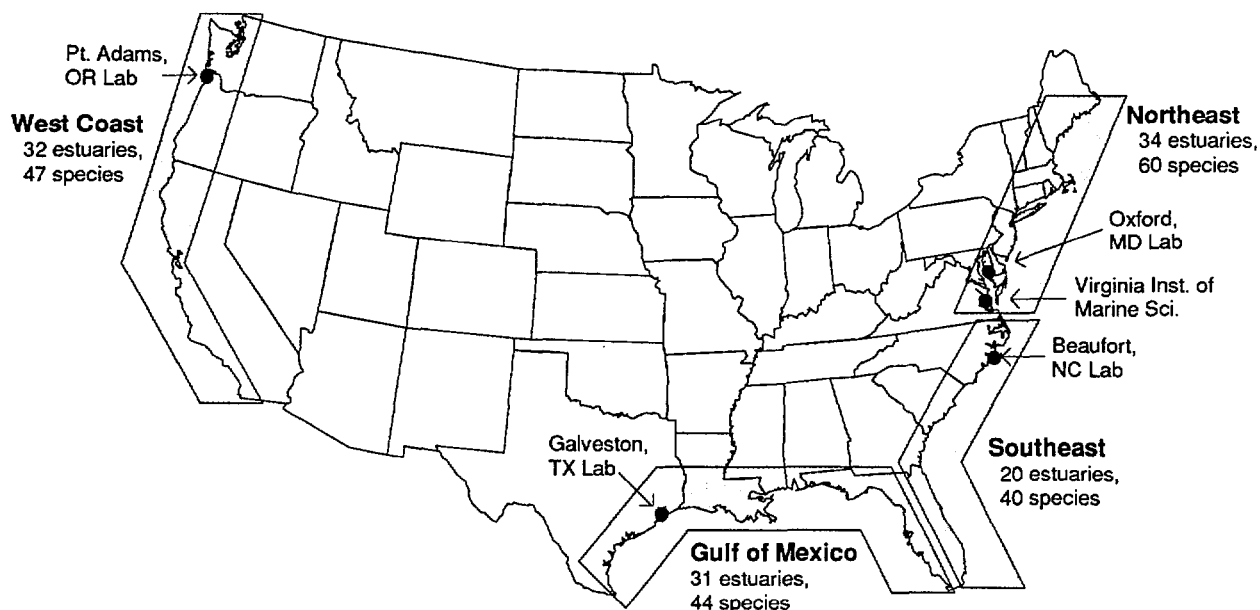 Pt. Adams,
OR Lab
West Coast
32 estuaries,
47 species
Northeast
34 estuaries,
60 species
Oxford,
MD Lab
Virginia Inst. of
Marine Sci.
Beaufort,
NC Lab
Galveston,
TX Lab
Southeast
20 estuaries,
40 species
Gulf of Mexico
31 estuaries,
44 species